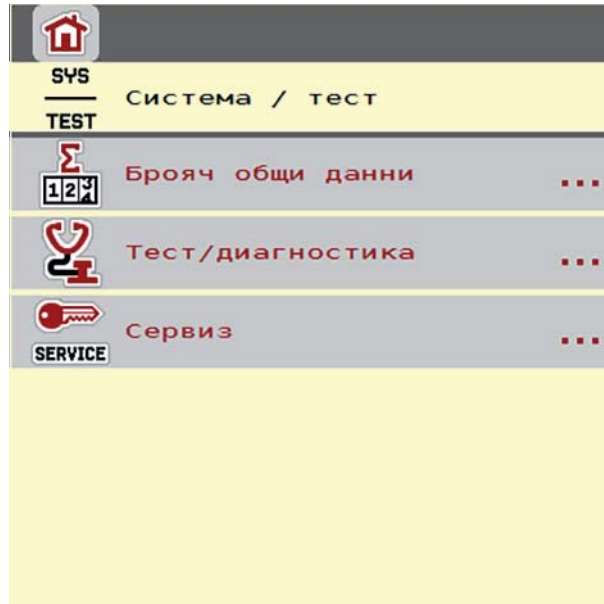 SYS
TEST
Система / тест
Брояч общи данни ...
Тест/диагностика ...
SERVICE
Сервиз ...